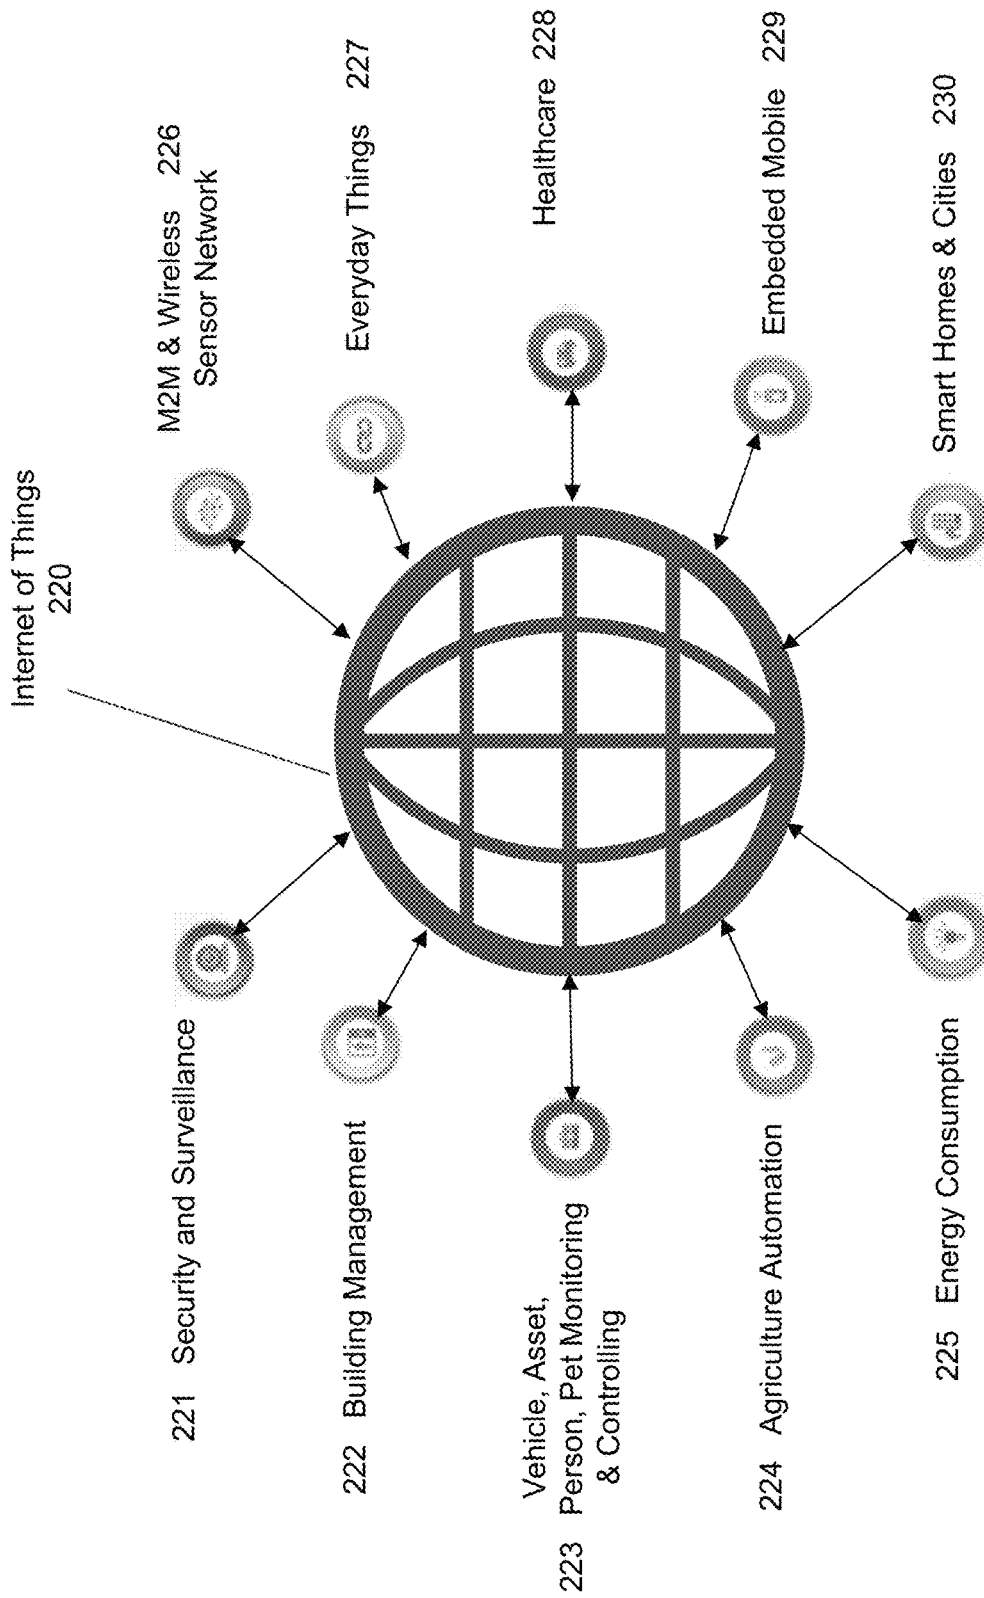 Internet of Things
220
221 Security and Surveillance
222 Building Management
Vehicle, Asset,
223 Person, Pet Monitoring
& Controlling
224 Agriculture Automation
225 Energy Consumption
M2M & Wireless 226
Sensor Network
Everyday Things 227
Healthcare 228
Embedded Mobile 229
Smart Homes & Cities 230